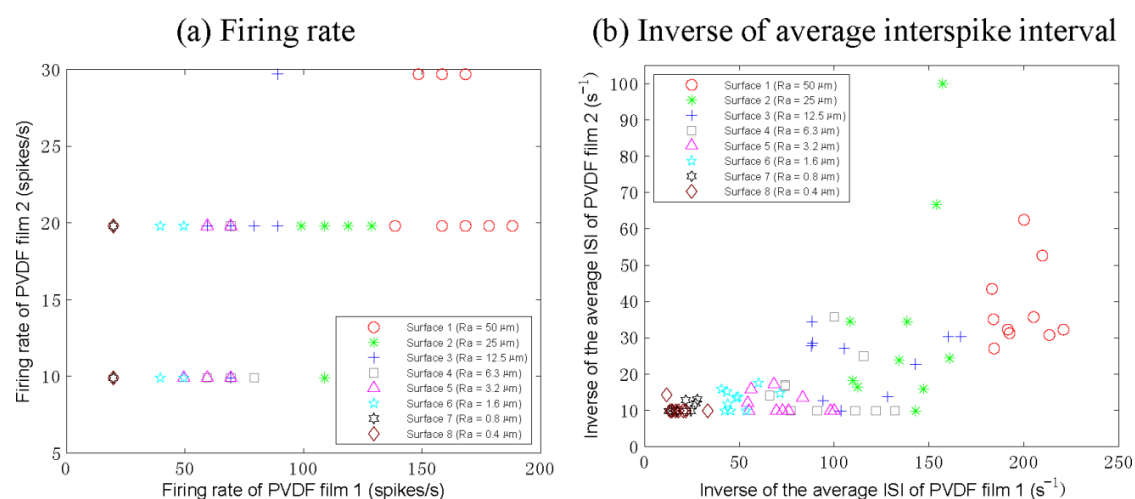 (a) Firing rate
30
25
20
15
10
5
0
50
100
150
200
Firing rate of PVDF film 2 (spikes/s)
Firing rate of PVDF film 1 (spikes/s)
Surface 1 (Ra = 50 μm)
Surface 2 (Ra = 25 μm)
Surface 3 (Ra = 12.5 μm)
Surface 4 (Ra = 6.3 μm)
Surface 5 (Ra = 3.2 μm)
Surface 6 (Ra = 1.6 μm)
Surface 7 (Ra = 0.8 μm)
Surface 8 (Ra = 0.4 μm)
(b) Inverse of average interspike interval
100
90
80
70
60
50
40
30
20
10
0
0
50
100
150
200
250
Inverse of the average ISI of PVDF film 2 (s⁻¹)
Inverse of the average ISI of PVDF film 1 (s⁻¹)
Surface 1 (Ra = 50 μm)
Surface 2 (Ra = 25 μm)
Surface 3 (Ra = 12.5 μm)
Surface 4 (Ra = 6.3 μm)
Surface 5 (Ra = 3.2 μm)
Surface 6 (Ra = 1.6 μm)
Surface 7 (Ra = 0.8 μm)
Surface 8 (Ra = 0.4 μm)